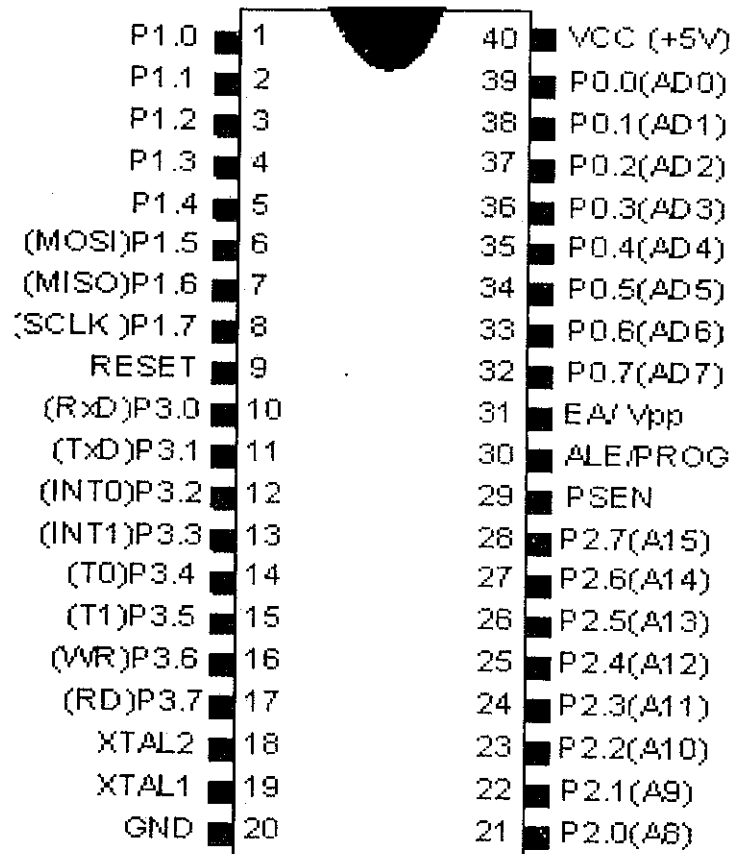 P1.0 1 40 VCC (+5V)
P1.1 2 39 P0.0(AD0)
P1.2 3 38 P0.1(AD1)
P1.3 4 37 P0.2(AD2)
P1.4 5 36 P0.3(AD3)
(MOSI)P1.5 6 35 P0.4(AD4)
(MISO)P1.6 7 34 P0.5(AD5)
(SCLK )P1.7 8 33 P0.6(AD6)
RESET 9 32 P0.7(AD7)
(RxD)P3.0 10 31 EA/ Vpp
(TxD)P3.1 11 30 ALE/PROG
(INT0)P3.2 12 29 PSEN
(INT1)P3.3 13 28 P2.7(A15)
(T0)P3.4 14 27 P2.6(A14)
(T1)P3.5 15 26 P2.5(A13)
(WR)P3.6 16 25 P2.4(A12)
(RD)P3.7 17 24 P2.3(A11)
XTAL2 18 23 P2.2(A10)
XTAL1 19 22 P2.1(A9)
GND 20 21 P2.0(A8)